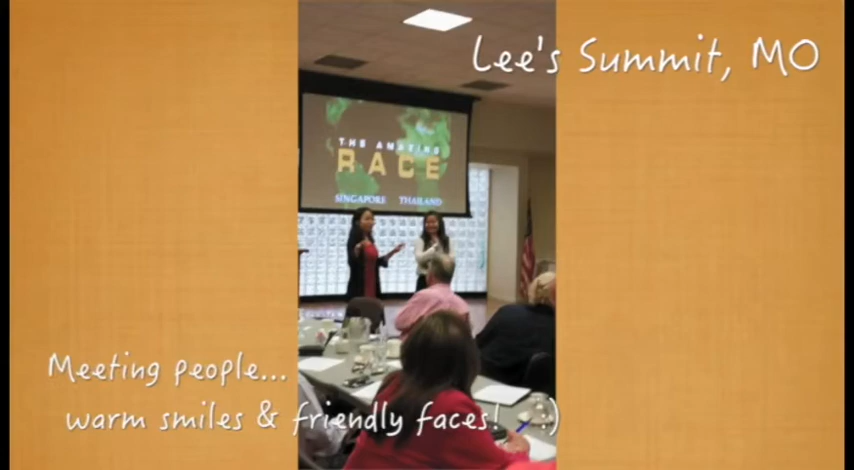 Lee's Summit, MO
THE AMAZING
RACE
SINGAPORE THAILAND
Meeting people...
warm smiles & friendly faces! :)